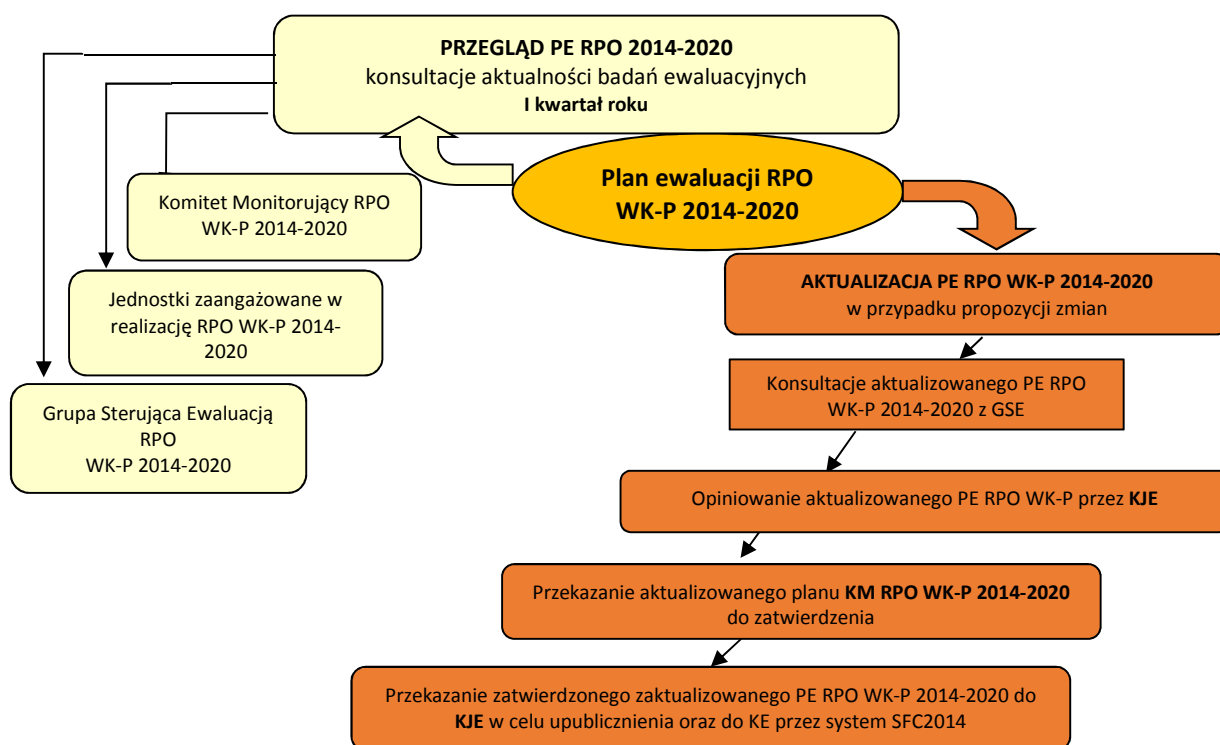 PRZEGLĄD PE RPO 2014-2020
konsultacje aktualności badań ewaluacyjnych
I kwartał roku
Plan ewaluacji RPO
WK-P 2014-2020
Komitet Monitorujący RPO
WK-P 2014-2020
Jednostki zaangażowane w
realizację RPO WK-P 2014-
2020
Grupa Sterująca Ewaluacją
RPO
WK-P 2014-2020
AKTUALIZACJA PE RPO WK-P 2014-2020
w przypadku propozycji zmian
Konsultacje aktualizowanego PE RPO
WK-P 2014-2020 z GSE
Opiniowanie aktualizowanego PE RPO WK-P przez KJE
Przekazanie aktualizowanego planu KM RPO WK-P 2014-2020
do zatwierdzenia
Przekazanie zatwierdzonego zaktualizowanego PE RPO WK-P 2014-2020 do
KJE w celu upublicznienia oraz do KE przez system SFC2014